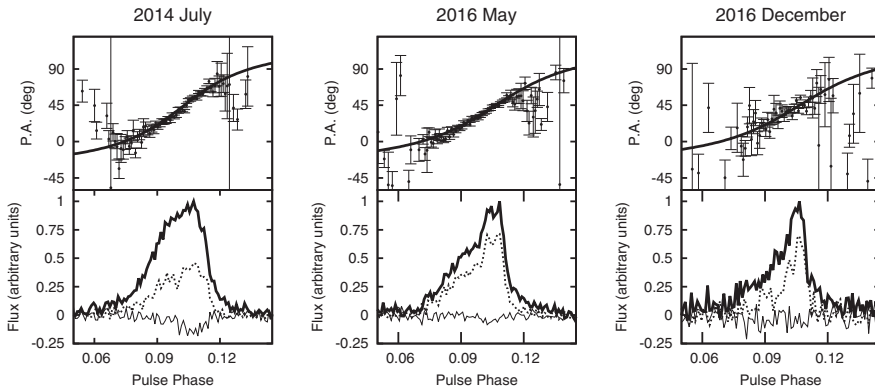 2014 July
2016 May
2016 December
P.A. (deg)
90
45
0
-45
P.A. (deg)
90
45
0
-45
P.A. (deg)
90
45
0
-45
Flux (arbitrary units)
1
0.75
0.5
0.25
0
-0.25
Flux (arbitrary units)
1
0.75
0.5
0.25
0
-0.25
Flux (arbitrary units)
1
0.75
0.5
0.25
0
-0.25
0.06 0.09 0.12
0.06 0.09 0.12
0.06 0.09 0.12
Pulse Phase
Pulse Phase
Pulse Phase